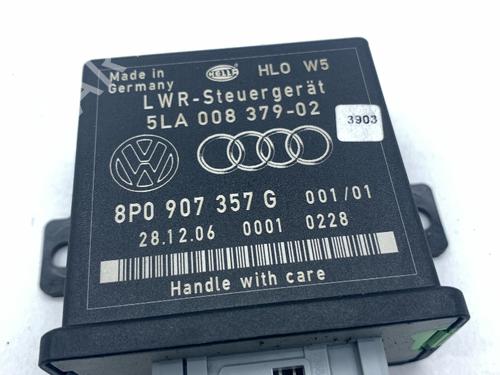 Made in
Germany
HELLA
HLO W5
LWR-Steuergerät
5LA 008 379-02
3903
8P0 907 357 G 001/01
28.12.06 0001 0228
Handle with care